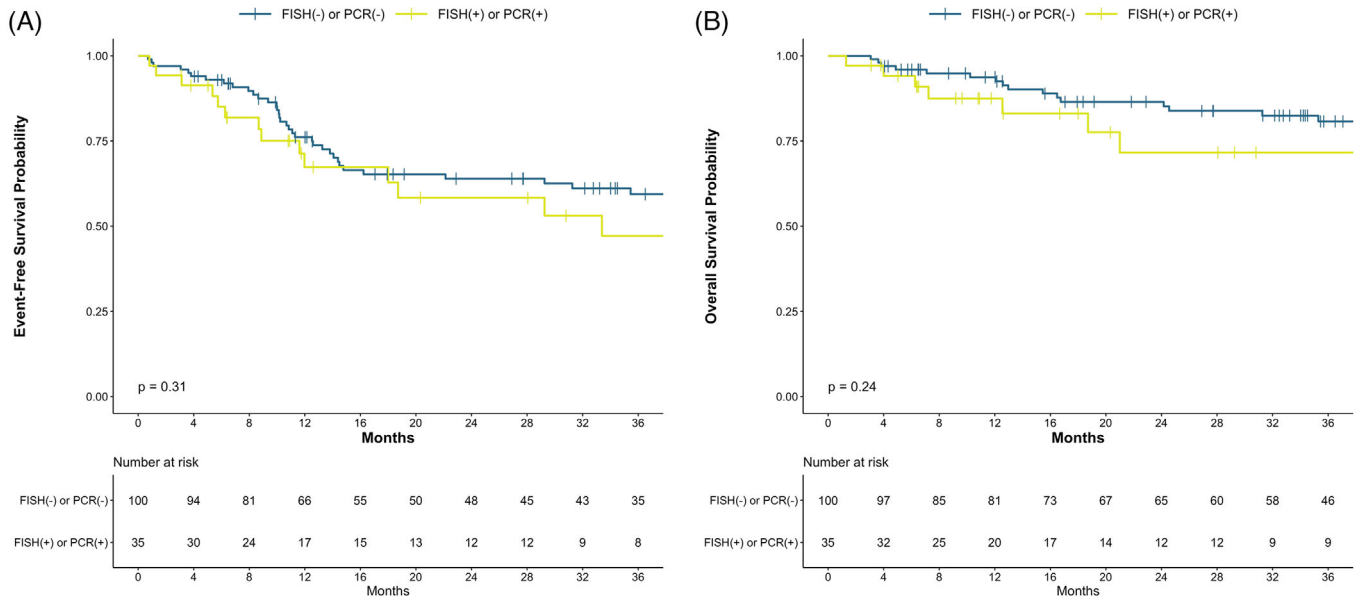 (A)
FISH(-) or PCR(-) FISH(+) or PCR(+)
Event-Free Survival Probability
1.00
0.75
0.50
0.25
0.00
p = 0.31
0 4 8 12 16 20 24 28 32 36
Months
Number at risk
FISH(-) or PCR(-) 100 94 81 66 55 50 48 45 43 35
FISH(+) or PCR(+) 35 30 24 17 15 13 12 12 9 8
0 4 8 12 16 20 24 28 32 36
Months
(B)
FISH(-) or PCR(-) FISH(+) or PCR(+)
Overall Survival Probability
1.00
0.75
0.50
0.25
0.00
p = 0.24
0 4 8 12 16 20 24 28 32 36
Months
Number at risk
FISH(-) or PCR(-) 100 97 85 81 73 67 65 60 58 46
FISH(+) or PCR(+) 35 32 25 20 17 14 12 12 9 9
0 4 8 12 16 20 24 28 32 36
Months